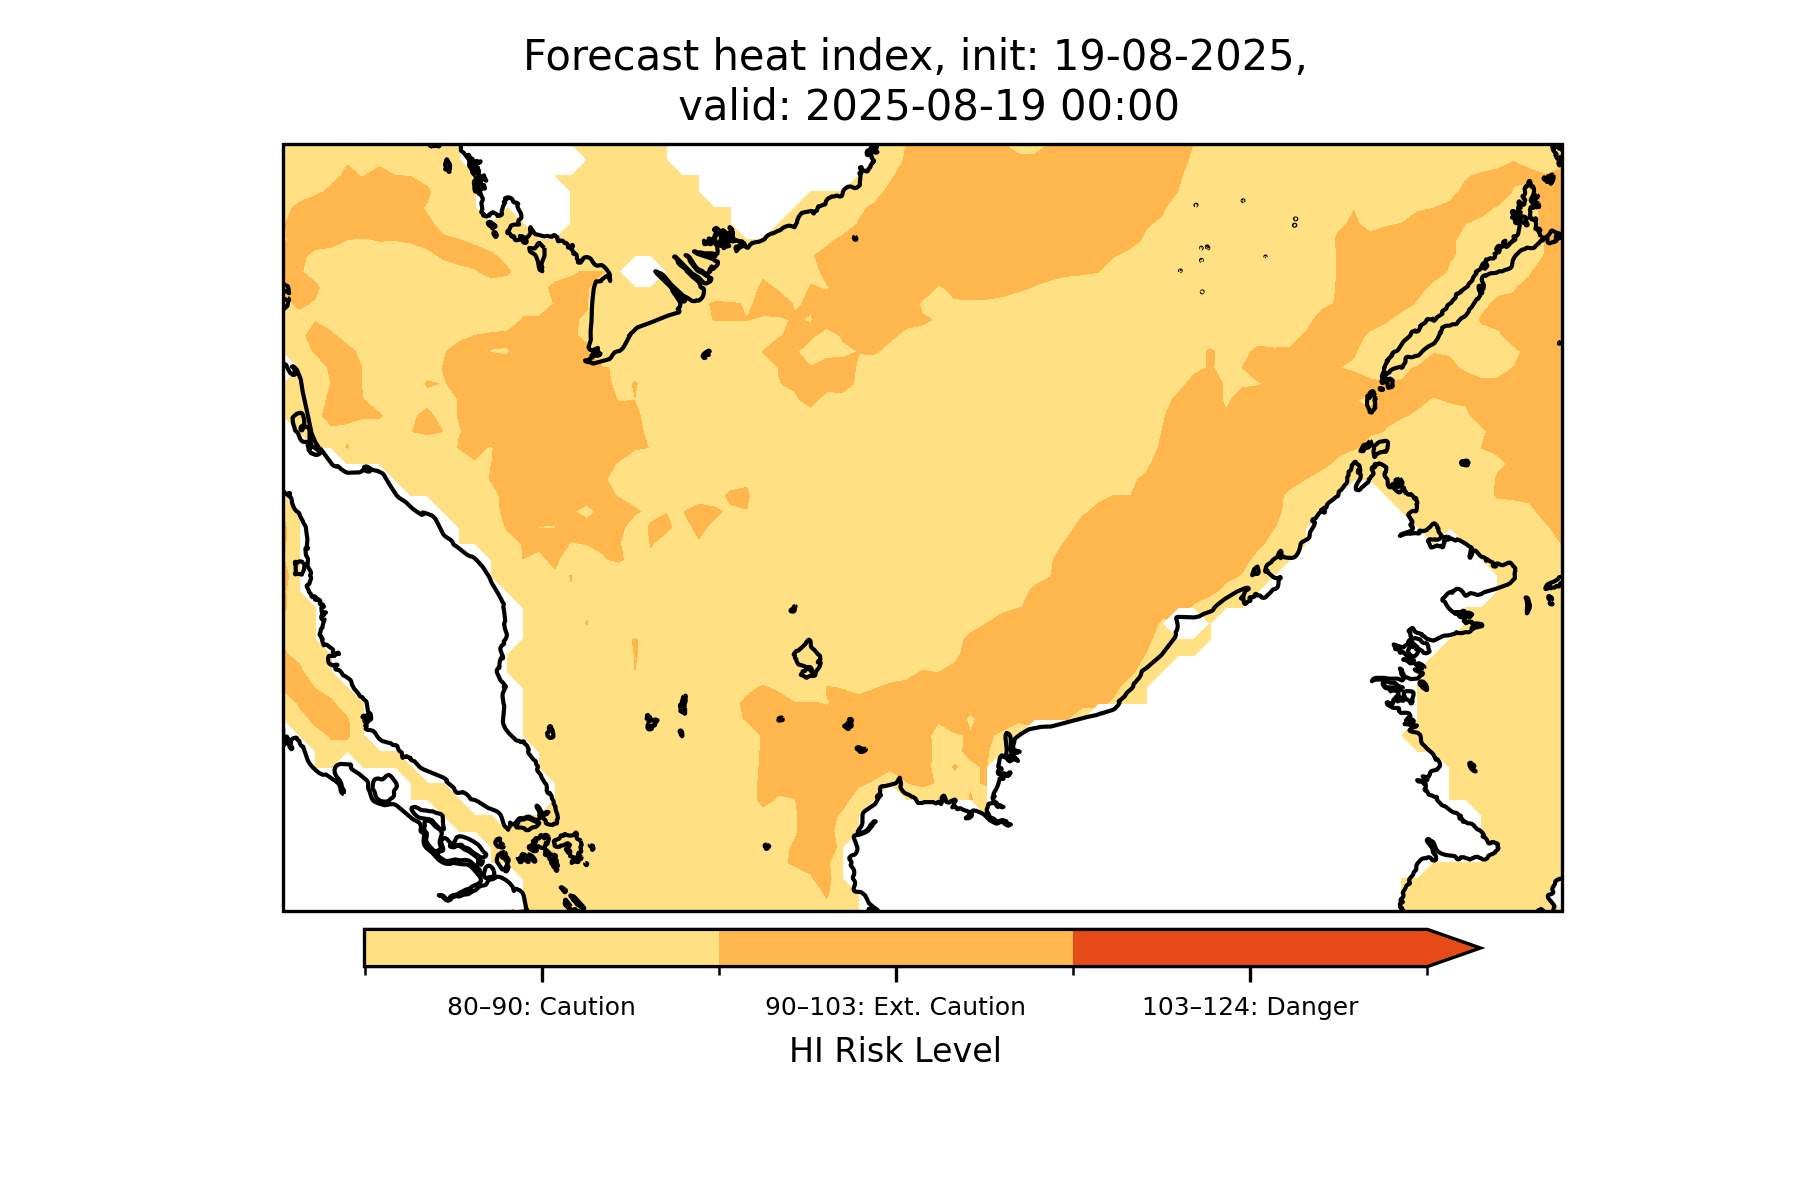 Forecast heat index, init: 19-08-2025,
valid: 2025-08-19 00:00
80–90: Caution
90–103: Ext. Caution
103–124: Danger
HI Risk Level